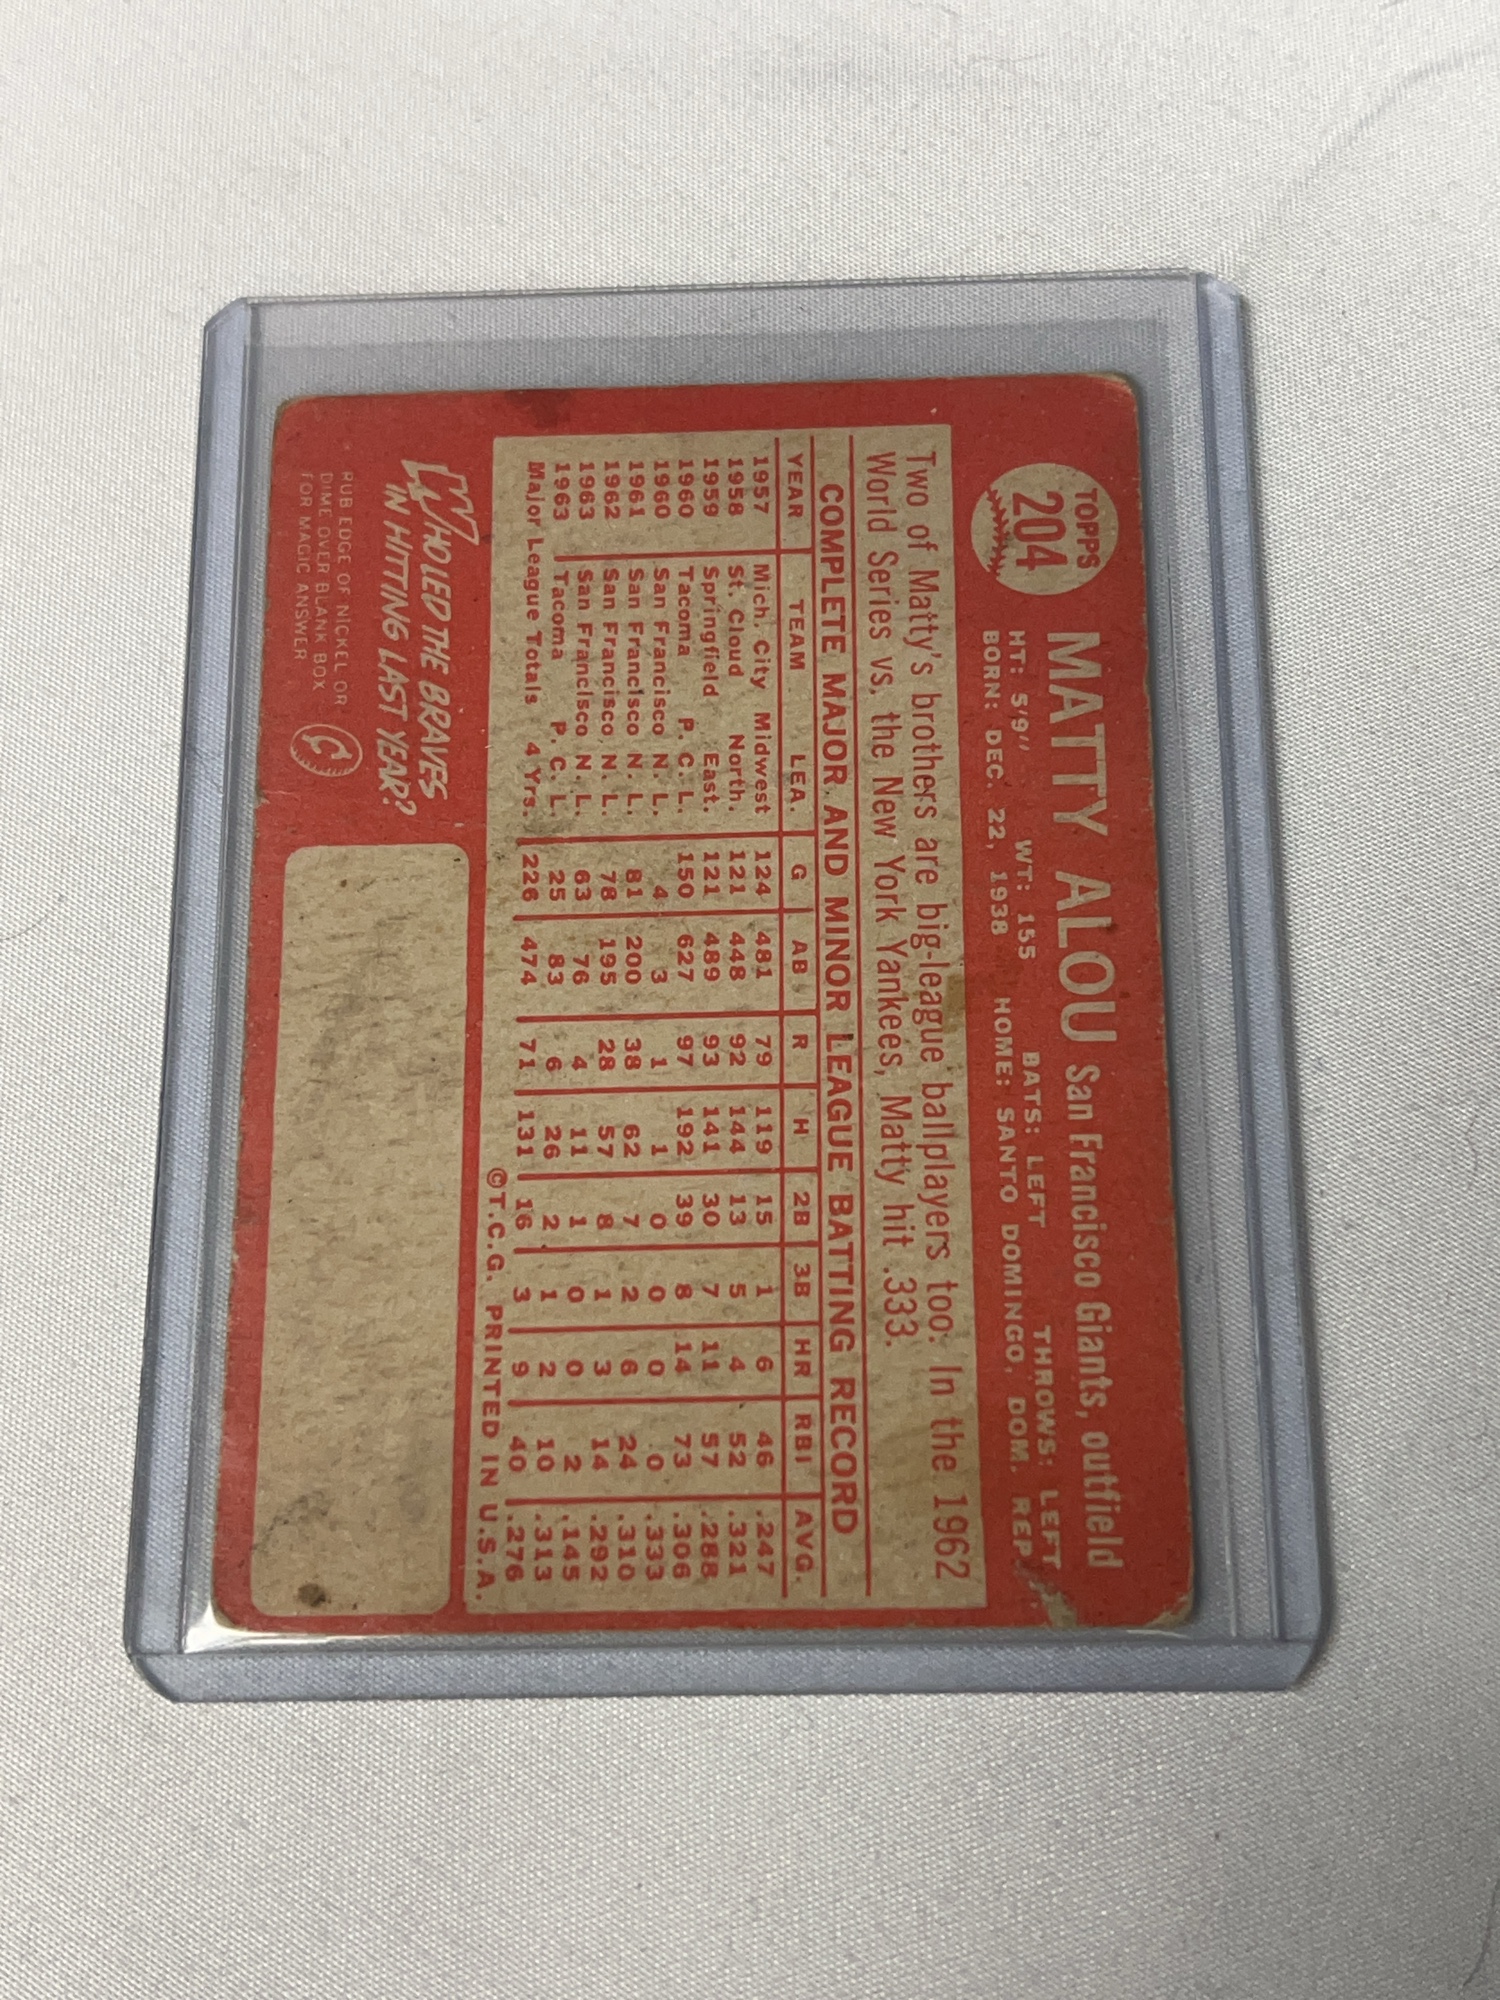 TOPPS
204
MATTY ALOU San Francisco Giants, outfield
HT: 5'9" WT: 155 BATS: LEFT THROWS: LEFT
BORN: DEC. 22, 1938 HOME: SANTO DOMINGO, DOM. REP.
Two of Matty's brothers are big-league ballplayers too. In the 1962
World Series vs. the New York Yankees, Matty hit .333.
COMPLETE MAJOR AND MINOR LEAGUE BATTING RECORD
YEAR TEAM LEA. G AB R H 2B 3B HR RBI AVG.
1957 Mich. City Midwest 124 481 79 119 15 1 6 46 .247
1958 St. Cloud North. 121 448 92 144 13 5 4 52 .321
1959 Springfield East. 121 489 93 141 30 7 11 57 .288
1960 Tacoma P. C. L. 150 627 97 192 39 8 14 73 .306
1960 San Francisco N. L. 4 3 1 1 0 0 0 0 .333
1961 San Francisco N. L. 81 200 38 62 7 2 6 24 .310
1962 San Francisco N. L. 78 195 28 57 8 1 3 14 .292
1963 San Francisco N. L. 63 76 4 11 1 0 0 2 .145
1963 Tacoma P. C. L. 25 83 6 26 2 1 2 10 .313
Major League Totals 4 Yrs. 226 474 71 131 16 3 9 40 .276
©T.C.G. PRINTED IN U.S.A.
WHO LED THE BRAVES
IN HITTING LAST YEAR?
RUB EDGE OF NICKEL OR
DIME OVER BLANK BOX
FOR MAGIC ANSWER